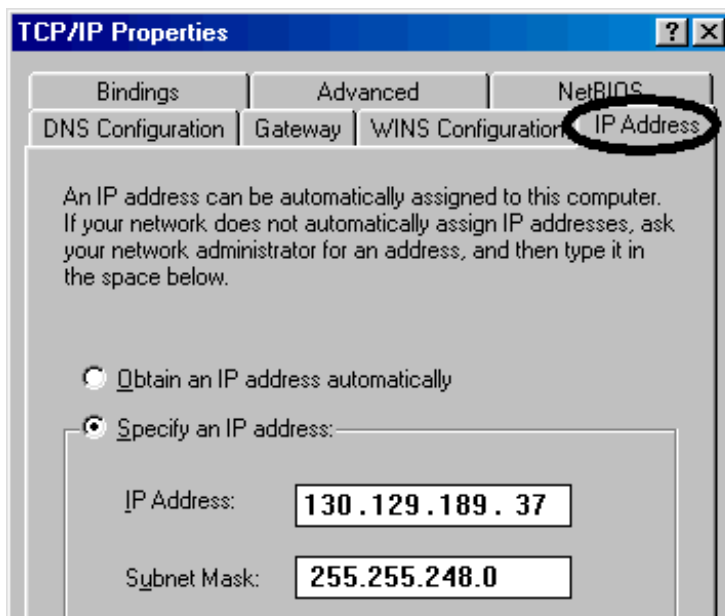 TCP/IP Properties
Bindings Advanced NetBIOS
DNS Configuration Gateway WINS Configuration IP Address
An IP address can be automatically assigned to this computer.
If your network does not automatically assign IP addresses, ask
your network administrator for an address, and then type it in
the space below.
Obtain an IP address automatically
Specify an IP address:
IP Address: 130.129.189. 37
Subnet Mask: 255.255.248.0